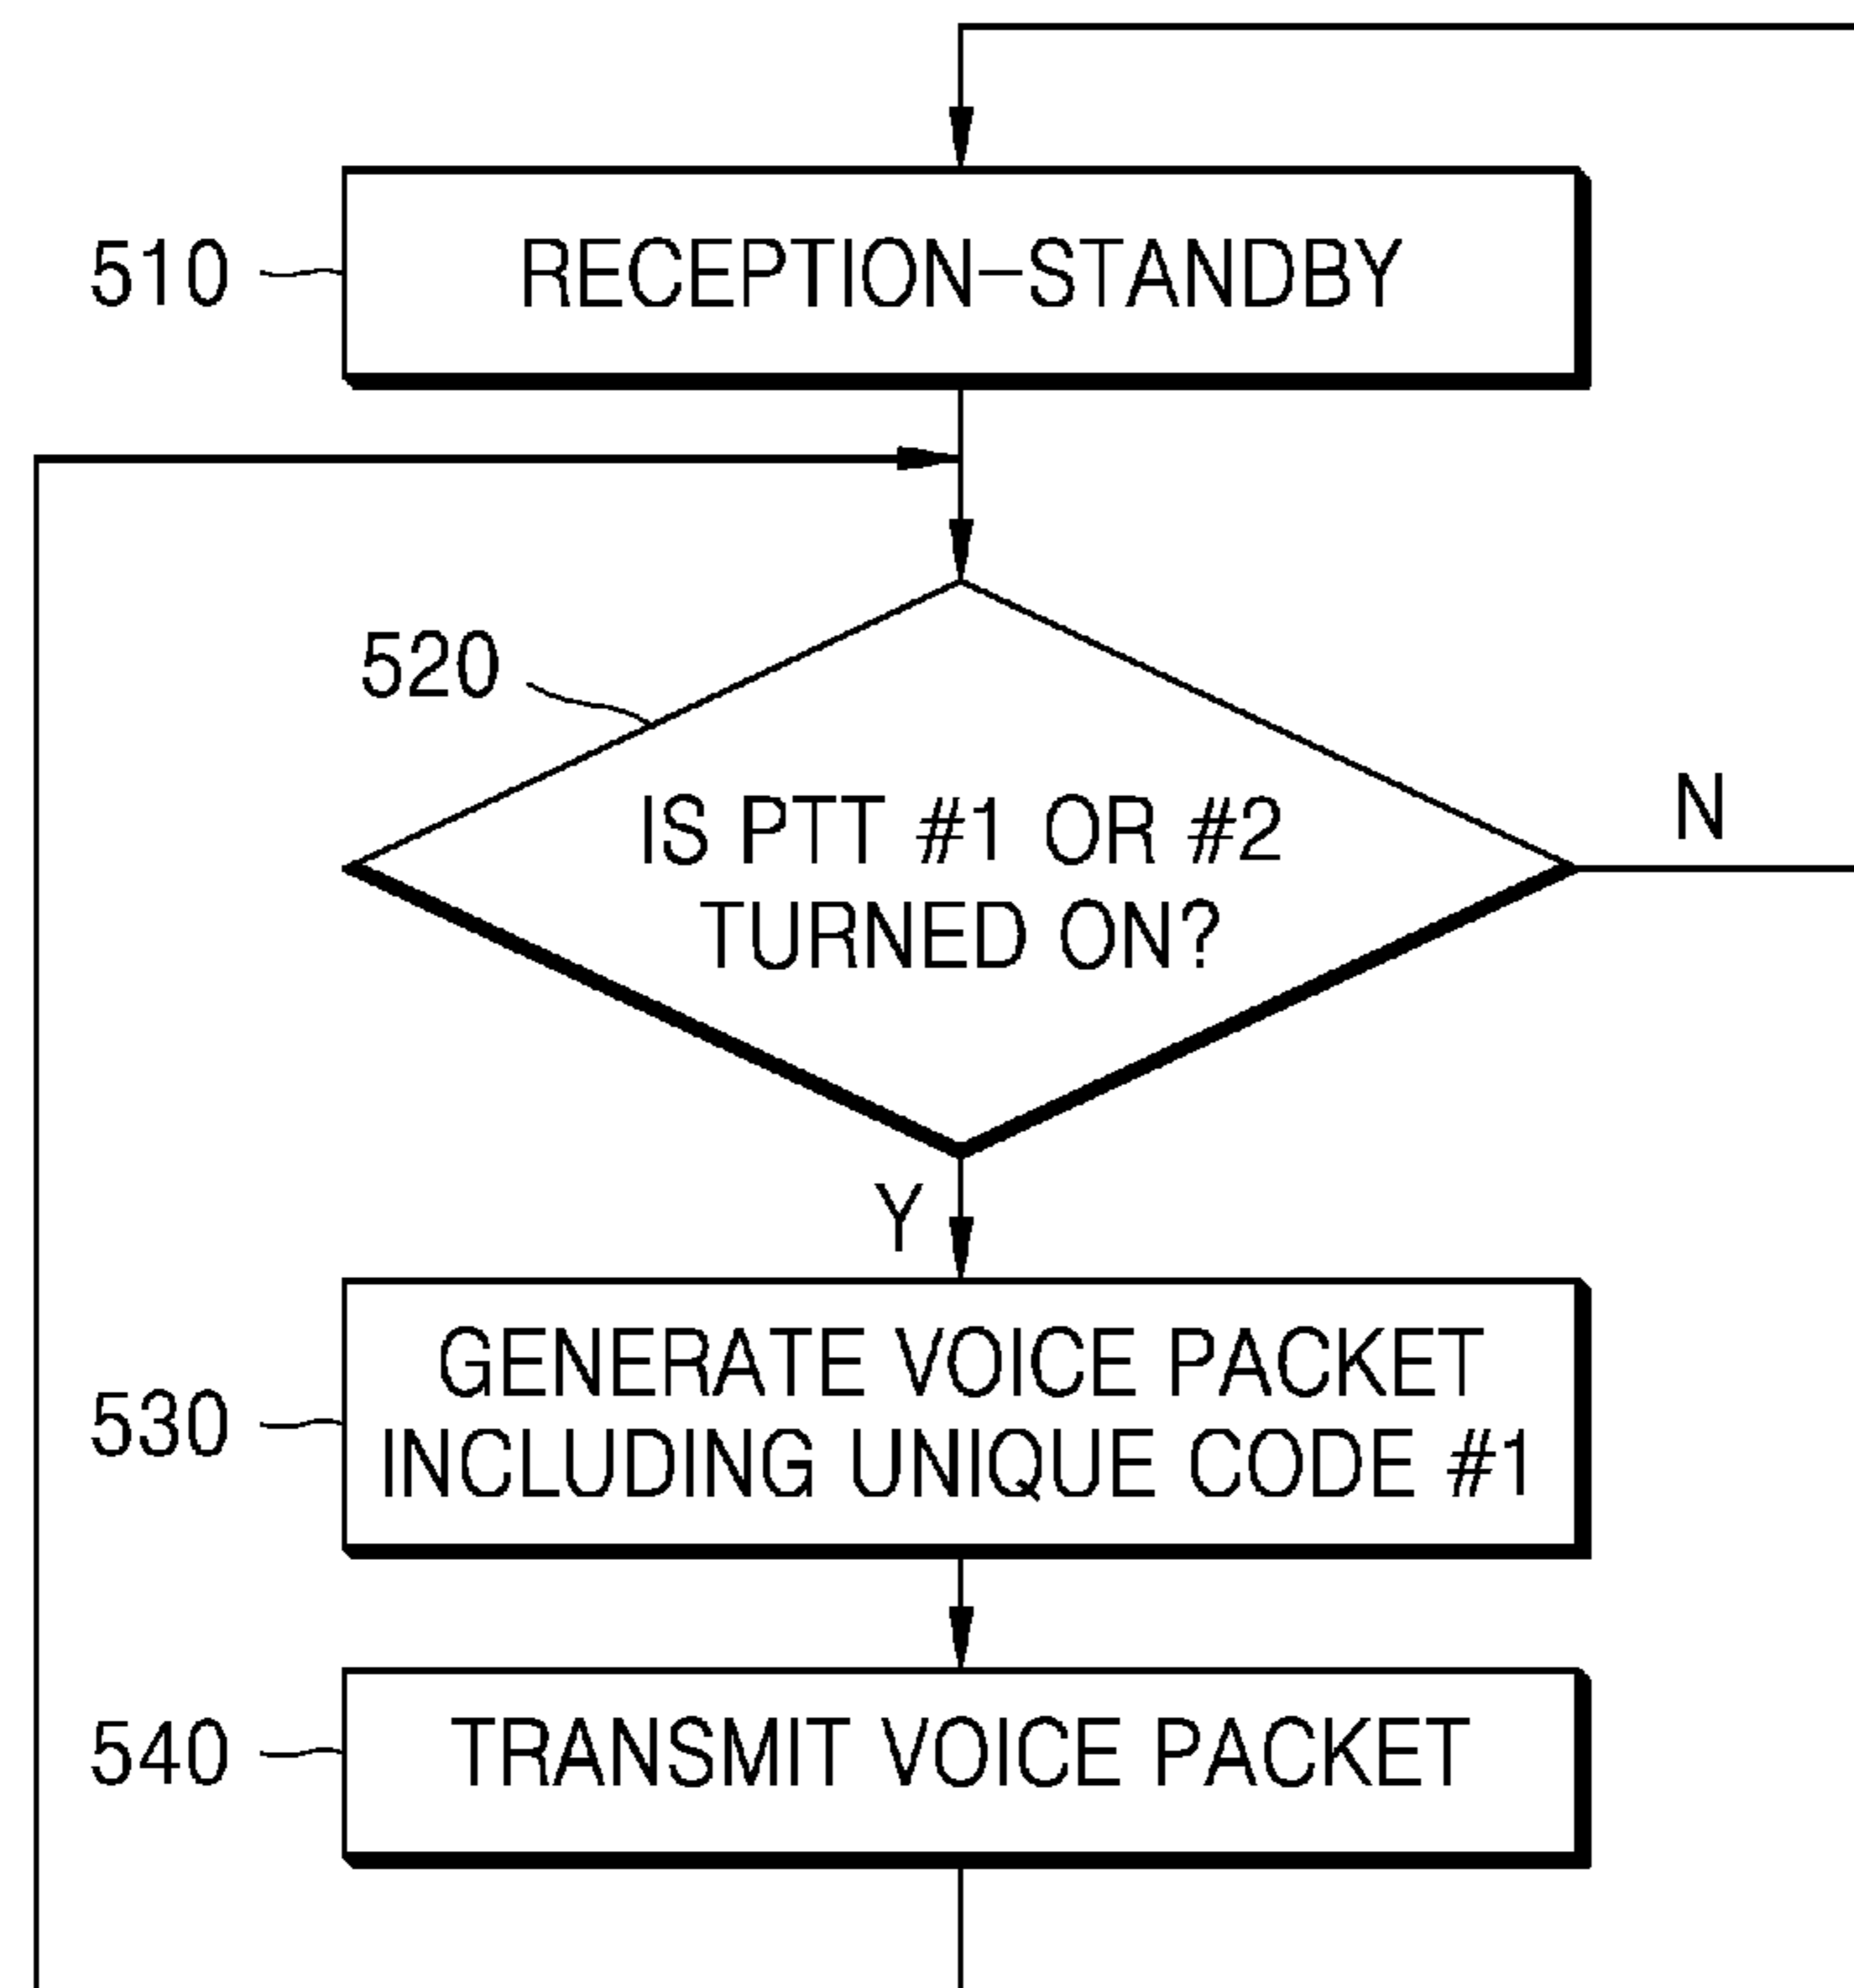 510
RECEPTION-STANDBY
520
IS PTT #1 OR #2
TURNED ON?
N
Y
530
GENERATE VOICE PACKET
INCLUDING UNIQUE CODE #1
540
TRANSMIT VOICE PACKET